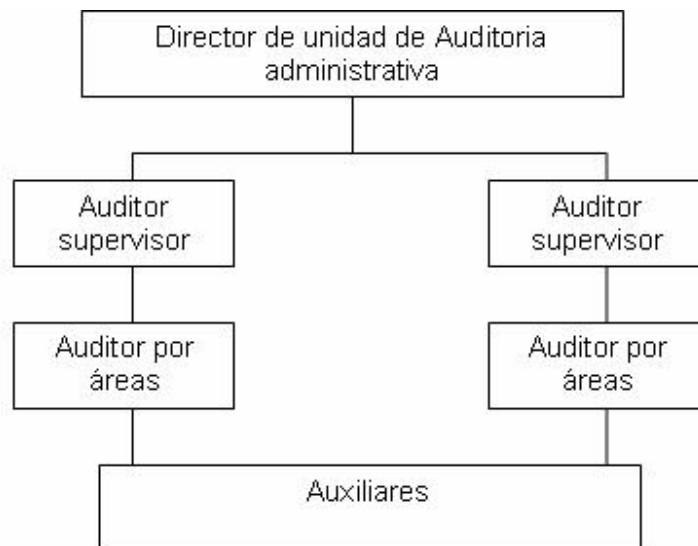 Director de unidad de Auditoria
administrativa
Auditor
supervisor
Auditor
supervisor
Auditor por
áreas
Auditor por
áreas
Auxiliares